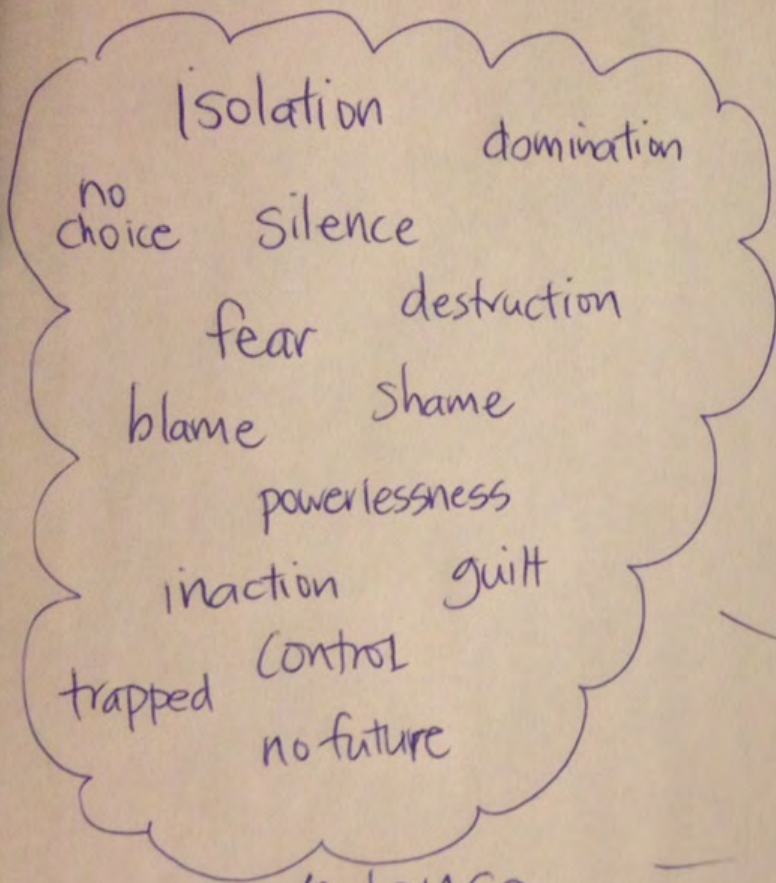 isolation
domination
no
choice
silence
destruction
fear
shame
blame
powerlessness
inaction
guilt
control
trapped
no future